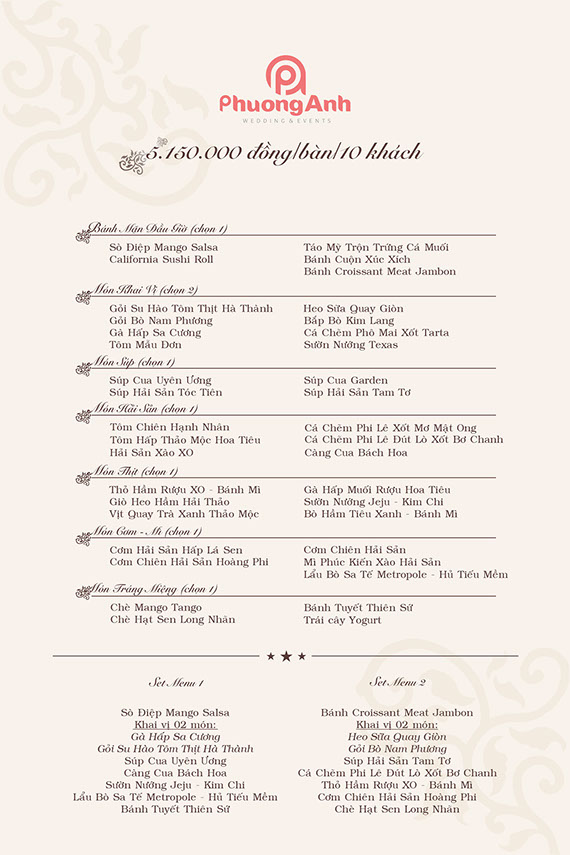 PhuongAnh
WEDDING & EVENTS
5.150.000 đồng/bàn/10 khách
Bánh Mặn Đầu Giờ (chọn 1)
Sò Điệp Mango Salsa
California Sushi Roll
Táo Mỹ Trộn Trứng Cá Muối
Bánh Cuộn Xúc Xích
Bánh Croissant Meat Jambon
Món Khai Vị (chọn 2)
Gỏi Su Hào Tôm Thịt Hà Thành
Gỏi Bò Nam Phương
Gà Hấp Sa Cương
Tôm Mẫu Đơn
Heo Sữa Quay Giòn
Bắp Bò Kim Lang
Cá Chẽm Phô Mai Xốt Tarta
Sườn Nướng Texas
Món Súp (chọn 1)
Súp Cua Uyên Ương
Súp Hải Sản Tóc Tiên
Súp Cua Garden
Súp Hải Sản Tam Tơ
Món Hải Sản (chọn 1)
Tôm Chiên Hạnh Nhân
Tôm Hấp Thảo Mộc Hoa Tiêu
Hải Sản Xào XO
Cá Chẽm Phi Lê Xốt Mơ Mật Ong
Cá Chẽm Phi Lê Đút Lò Xốt Bơ Chanh
Càng Cua Bách Hoa
Món Thịt (chọn 1)
Thỏ Hầm Rượu XO - Bánh Mì
Giò Heo Hầm Hải Thảo
Vịt Quay Trà Xanh Thảo Mộc
Gà Hấp Muối Rượu Hoa Tiêu
Sườn Nướng Jeju - Kim Chi
Bò Hầm Tiêu Xanh - Bánh Mì
Món Cơm - Mì (chọn 1)
Cơm Hải Sản Hấp Lá Sen
Cơm Chiên Hải Sản Hoàng Phi
Cơm Chiên Hải Sản
Mì Phúc Kiến Xào Hải Sản
Lẩu Bò Sa Tế Metropole - Hủ Tiếu Mềm
Món Tráng Miệng (chọn 1)
Chè Mango Tango
Chè Hạt Sen Long Nhãn
Bánh Tuyết Thiên Sứ
Trái cây Yogurt
Set Menu 1
Sò Điệp Mango Salsa
Khai vị 02 món:
Gà Hấp Sa Cương
Gỏi Su Hào Tôm Thịt Hà Thành
Súp Cua Uyên Ương
Càng Cua Bách Hoa
Sườn Nướng Jeju - Kim Chi
Lẩu Bò Sa Tế Metropole - Hủ Tiếu Mềm
Bánh Tuyết Thiên Sứ
Set Menu 2
Bánh Croissant Meat Jambon
Khai vị 02 món:
Heo Sữa Quay Giòn
Gỏi Bò Nam Phương
Súp Hải Sản Tam Tơ
Cá Chẽm Phi Lê Đút Lò Xốt Bơ Chanh
Thỏ Hầm Rượu XO - Bánh Mì
Cơm Chiên Hải Sản Hoàng Phi
Chè Hạt Sen Long Nhãn